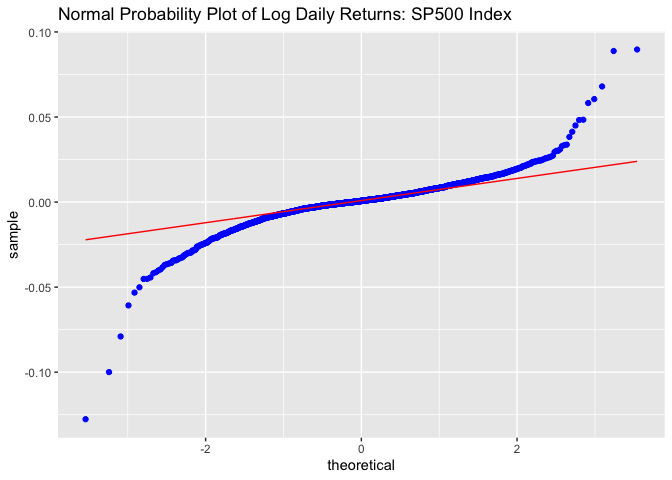 Normal Probability Plot of Log Daily Returns: SP500 Index
0.10
0.05
0.00
-0.05
-0.10
sample
-2
0
2
theoretical